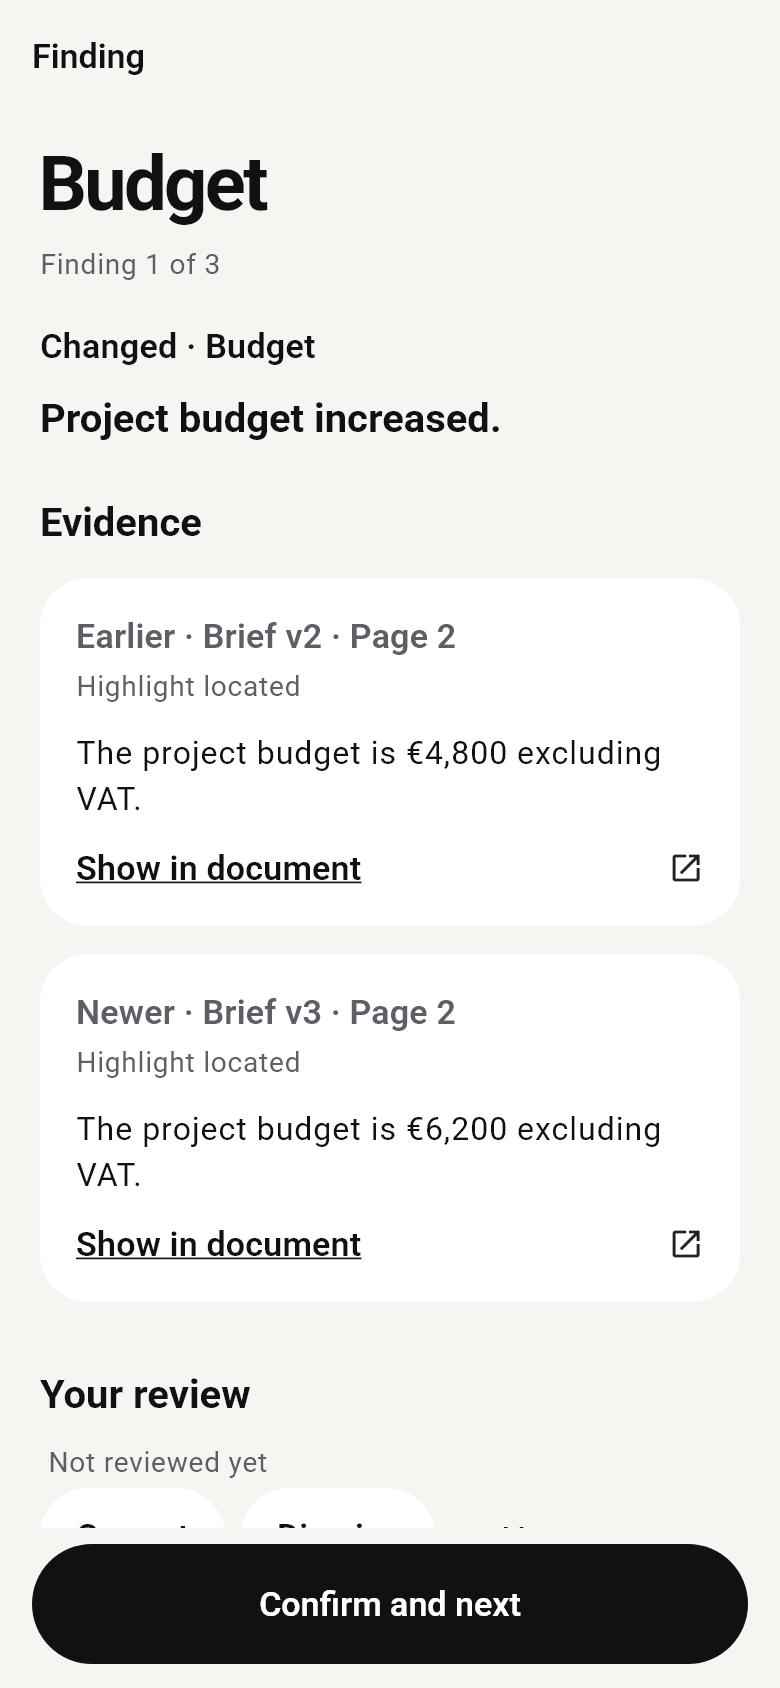 Finding
Budget
Finding 1 of 3
Changed · Budget
Project budget increased.
Evidence
Earlier · Brief v2 · Page 2
Highlight located
The project budget is €4,800 excluding
VAT.
Show in document
Newer · Brief v3 · Page 2
Highlight located
The project budget is €6,200 excluding
VAT.
Show in document
Your review
Not reviewed yet
Confirm and next